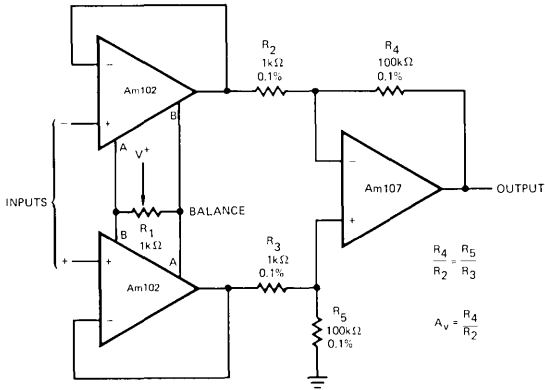 R2
1kΩ
0.1%
R4
100kΩ
0.1%
−
Am102
+
B
A
−
V+
INPUTS
R1
1kΩ
BALANCE
−
Am107
+
OUTPUT
B
A
+
+
Am102
−
R3
1kΩ
0.1%
R5
100kΩ
0.1%
R4/R2 = R5/R3
Av = R4/R2